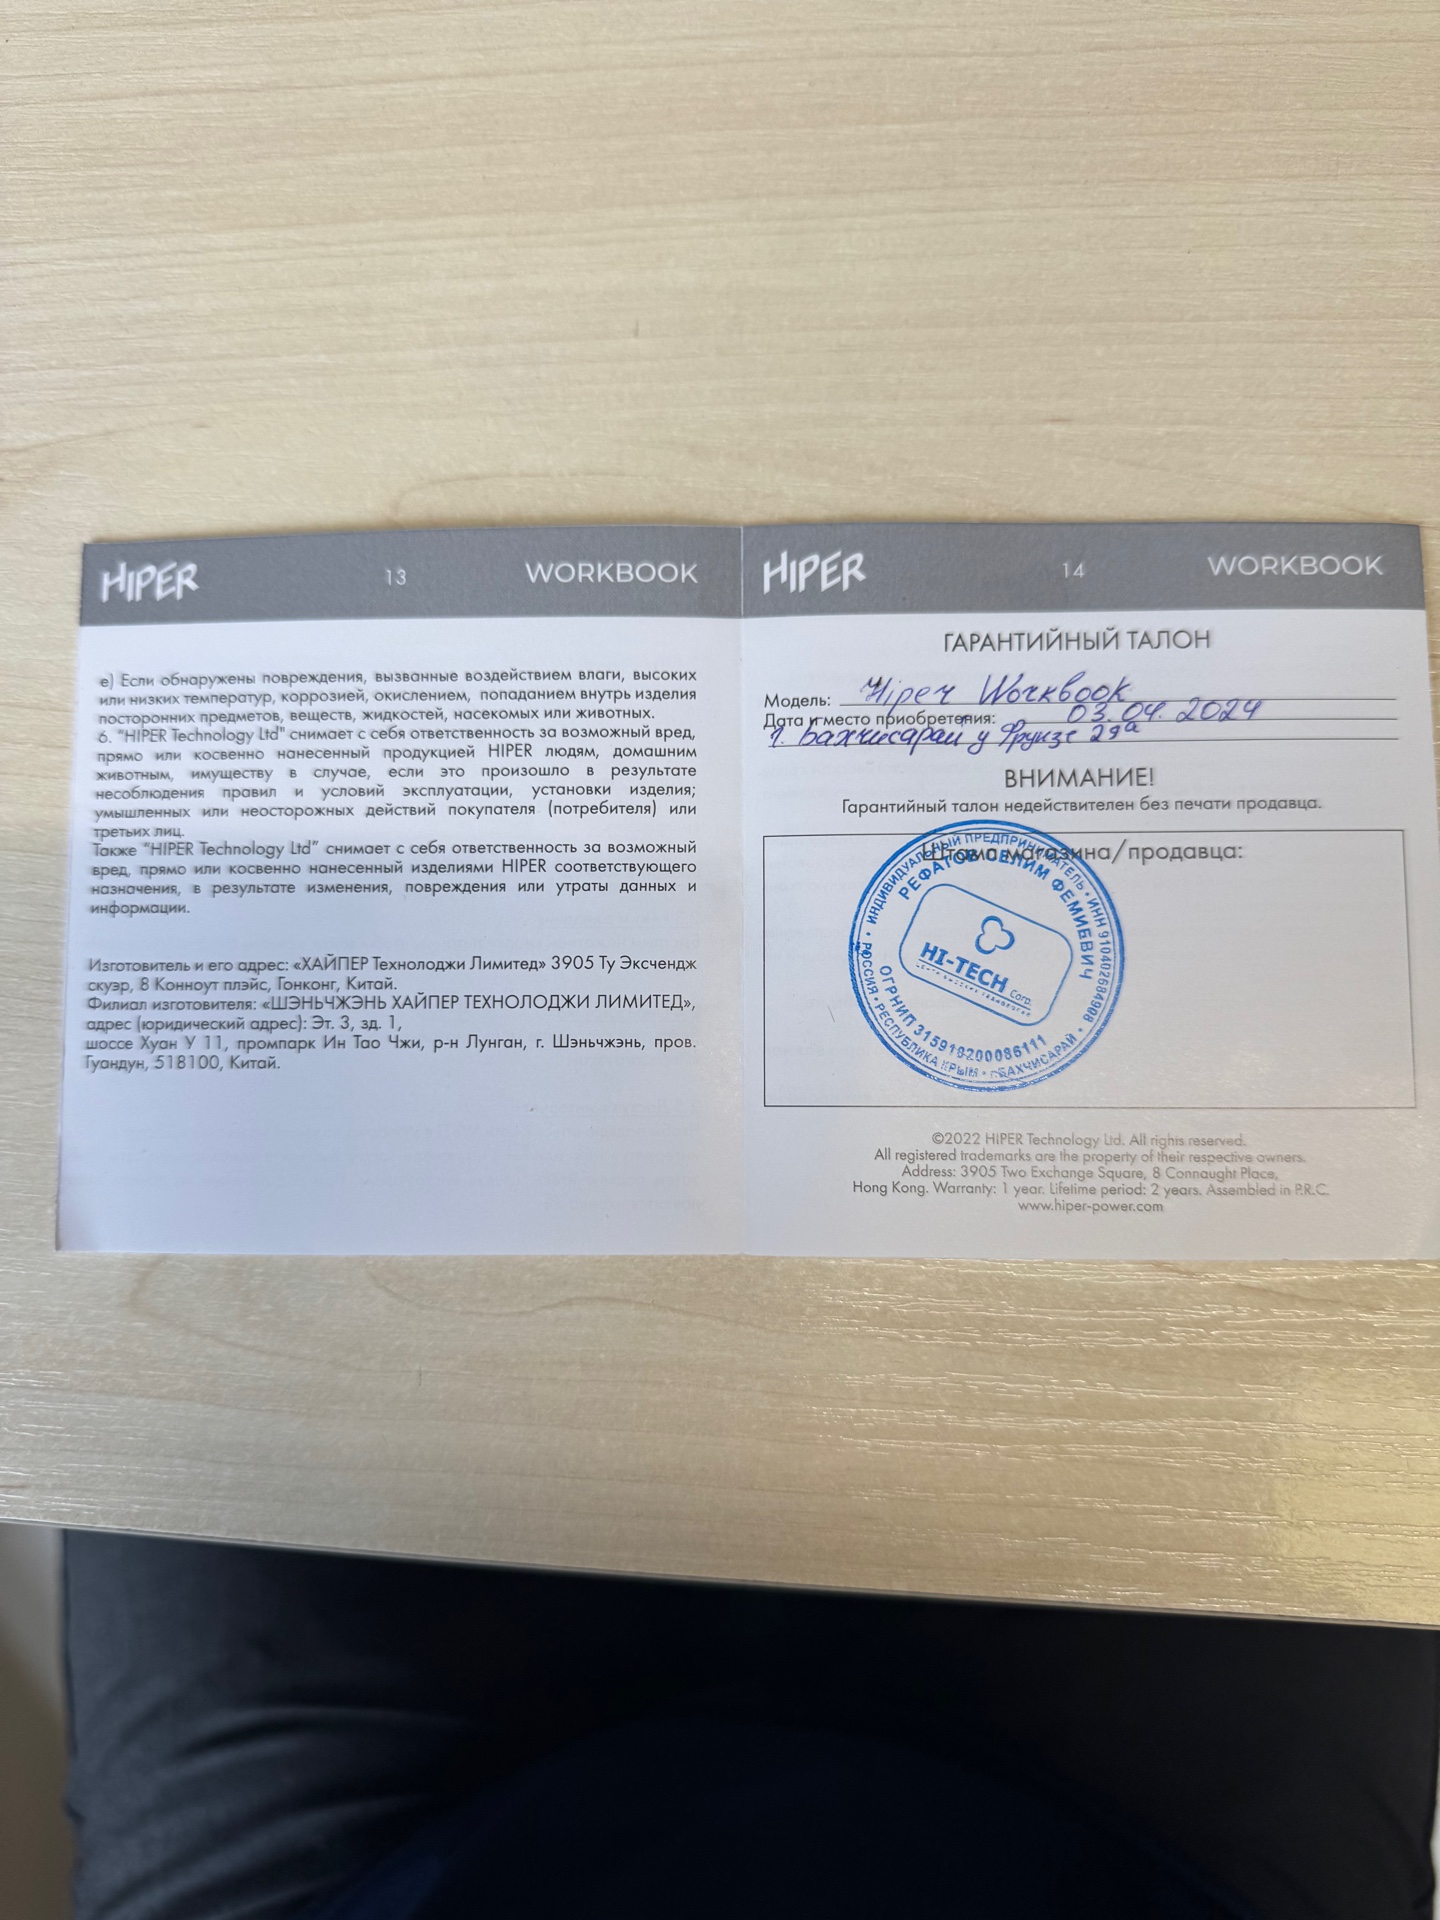 HIPER 13 WORKBOOK
е) Если обнаружены повреждения, вызванные воздействием влаги, высоких
или низких температур, коррозией, окислением, попаданием внутрь изделия
посторонних предметов, веществ, жидкостей, насекомых или животных.
6. "HIPER Technology Ltd" снимает с себя ответственность за возможный вред,
прямо или косвенно нанесенный продукцией HIPER людям, домашним
животным, имуществу в случае, если это произошло в результате
несоблюдения правил и условий эксплуатации, установки изделия;
умышленных или неосторожных действий покупателя (потребителя) или
третьих лиц.
Также "HIPER Technology Ltd" снимает с себя ответственность за возможный
вред, прямо или косвенно нанесенный изделиями HIPER соответствующего
назначения, в результате изменения, повреждения или утраты данных и
информации.
Изготовитель и его адрес: «ХАЙПЕР Технолоджи Лимитед» 3905 Ту Эксчендж
скуэр, 8 Конноут плэйс, Гонконг, Китай.
Филиал изготовителя: «ШЭНЬЧЖЭНЬ ХАЙПЕР ТЕХНОЛОДЖИ ЛИМИТЕД»,
адрес (юридический адрес): Эт. 3, зд. 1,
шоссе Хуан У 11, промпарк Ин Тао Чжи, р-н Лунган, г. Шэньчжэнь, пров.
Гуандун, 518100, Китай.
HIPER 14 WORKBOOK
ГАРАНТИЙНЫЙ ТАЛОН
Модель: Hiper Workbook
Дата и место приобретения: 03.04.2024
г. Бахчисарай у Фрунзе 29а
ВНИМАНИЕ!
Гарантийный талон недействителен без печати продавца.
Штамп магазина/продавца:
ИНДИВИДУАЛЬНЫЙ ПРЕДПРИНИМАТЕЛЬ • ИНН 910402684908 •
РЕФАТОВ СЕЛИМ ФЕМИЕВИЧ
HI-TECH Corp.
ОГРНИП 315910200086111
РОССИЯ • РЕСПУБЛИКА КРЫМ • г.БАХЧИСАРАЙ •
©2022 HIPER Technology Ltd. All rights reserved.
All registered trademarks are the property of their respective owners.
Address: 3905 Two Exchange Square, 8 Connaught Place,
Hong Kong. Warranty: 1 year. Lifetime period: 2 years. Assembled in P.R.C.
www.hiper-power.com